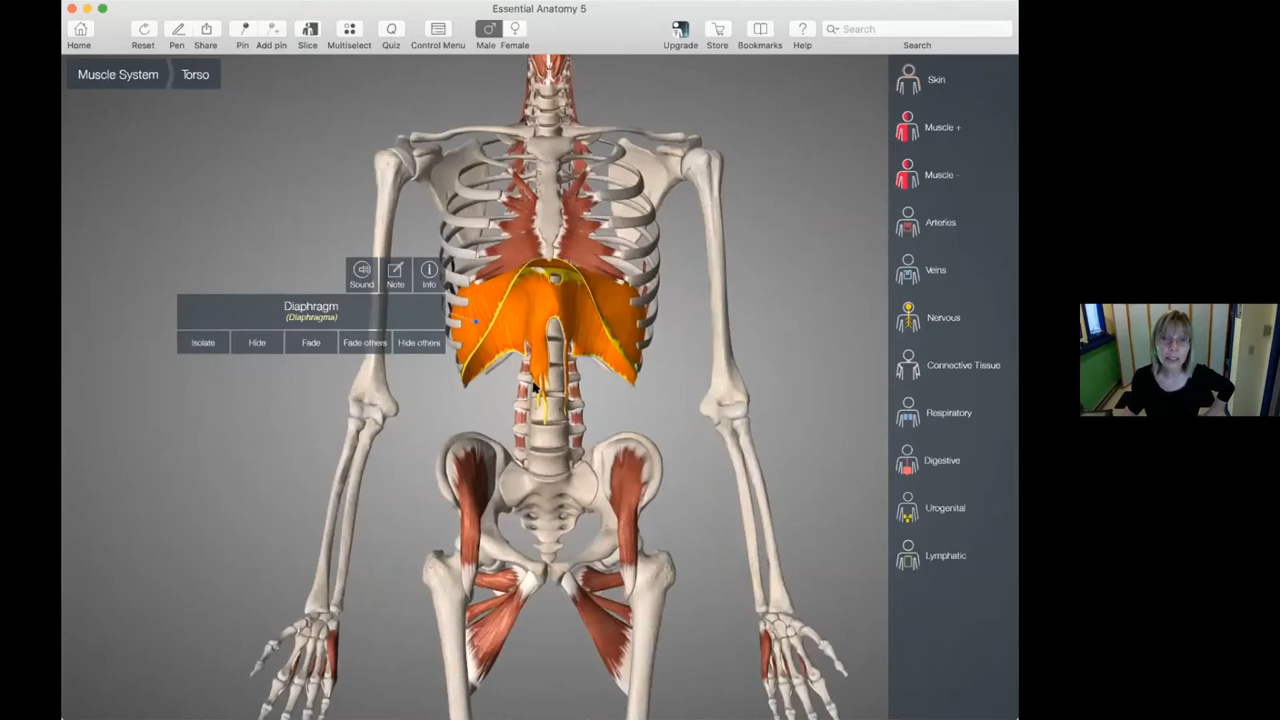 Essential Anatomy 5
Home
Reset
Pen
Share
Pin
Add pin
Slice
Multiselect
Quiz
Control Menu
Male
Female
Upgrade
Store
Bookmarks
Help
Search
Search
Muscle System
Torso
Skin
Muscle +
Muscle -
Arteries
Veins
Nervous
Connective Tissue
Respiratory
Digestive
Urogenital
Lymphatic
Sound
Note
Info
Diaphragm
(Diaphragma)
Isolate
Hide
Fade
Fade others
Hide others